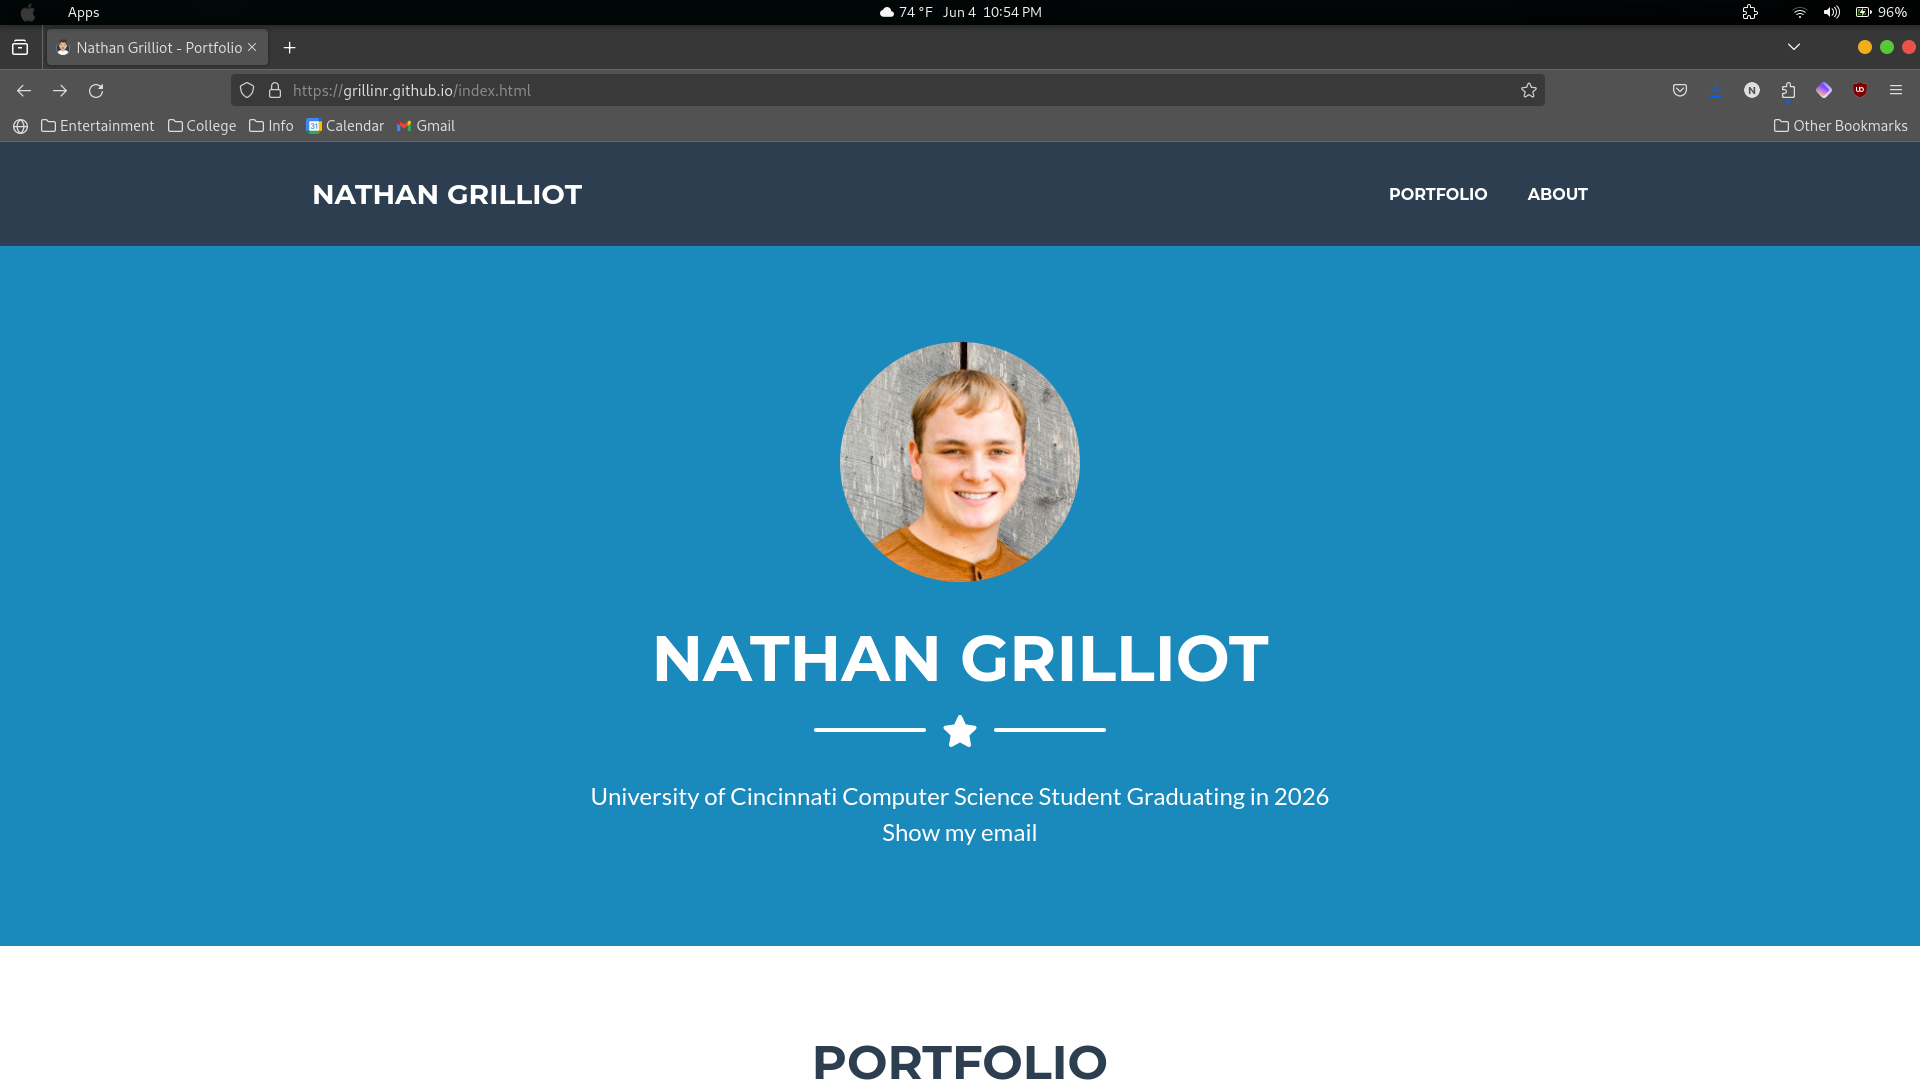 Apps
74 °F Jun 4 10:54 PM
96%
Nathan Grilliot - Portfolio
https://grillinr.github.io/index.html
Entertainment College Info Calendar Gmail Other Bookmarks
NATHAN GRILLIOT
PORTFOLIO ABOUT
NATHAN GRILLIOT
University of Cincinnati Computer Science Student Graduating in 2026
Show my email
PORTFOLIO